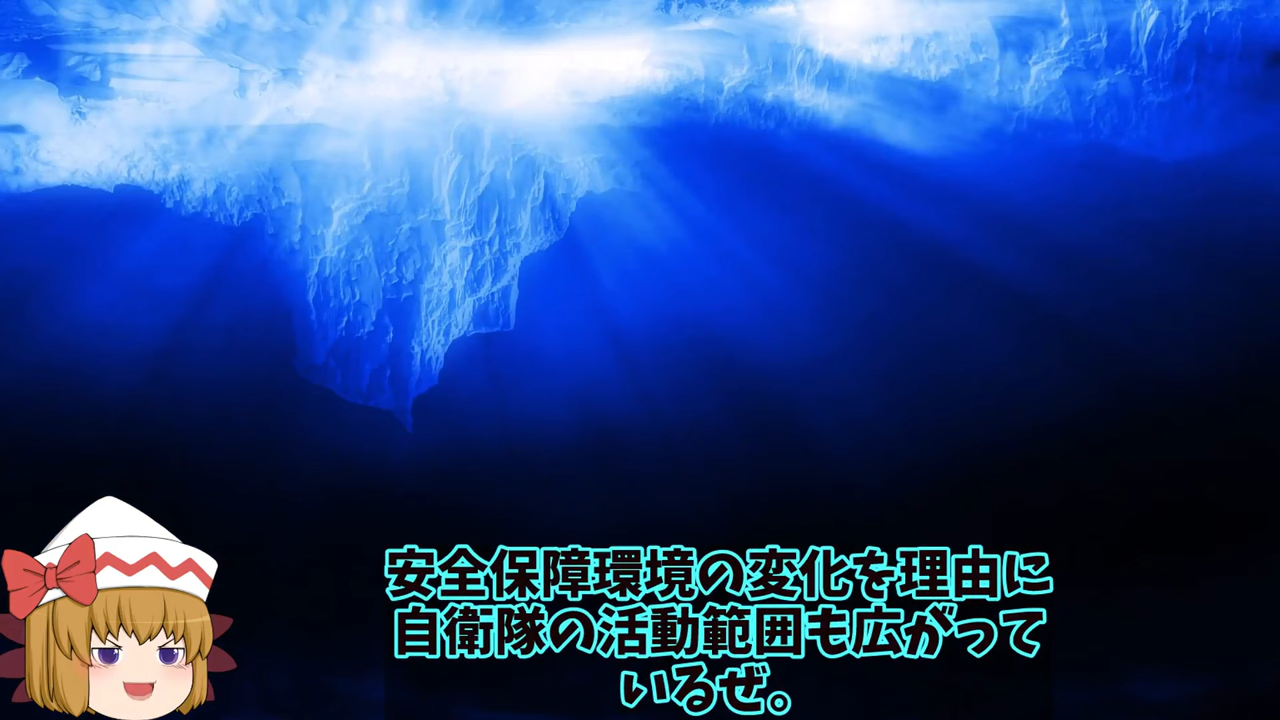 安全保障環境の変化を理由に
自衛隊の活動範囲も広がって
いるぜ。